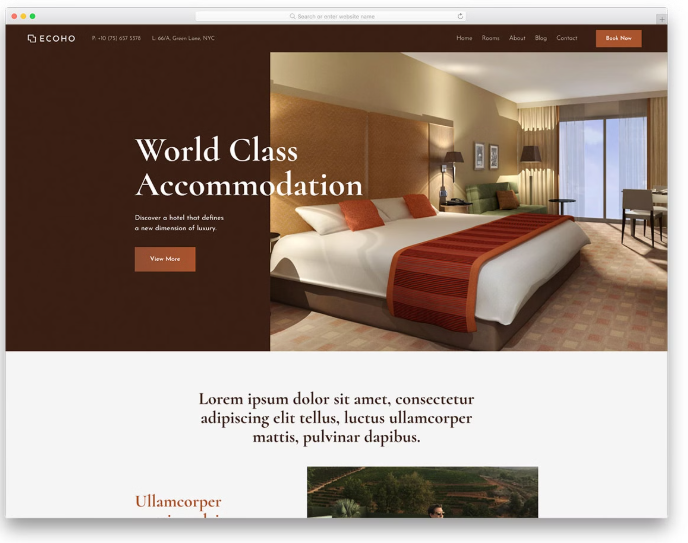 Search or enter website name
ECOHO P: +10 (75) 657 5578 L: 66/A, Green Lane, NYC Home Rooms About Blog Contact Book Now
World Class
Accommodation
Discover a hotel that defines
a new dimension of luxury.
View More
Lorem ipsum dolor sit amet, consectetur
adipiscing elit tellus, luctus ullamcorper
mattis, pulvinar dapibus.
Ullamcorper